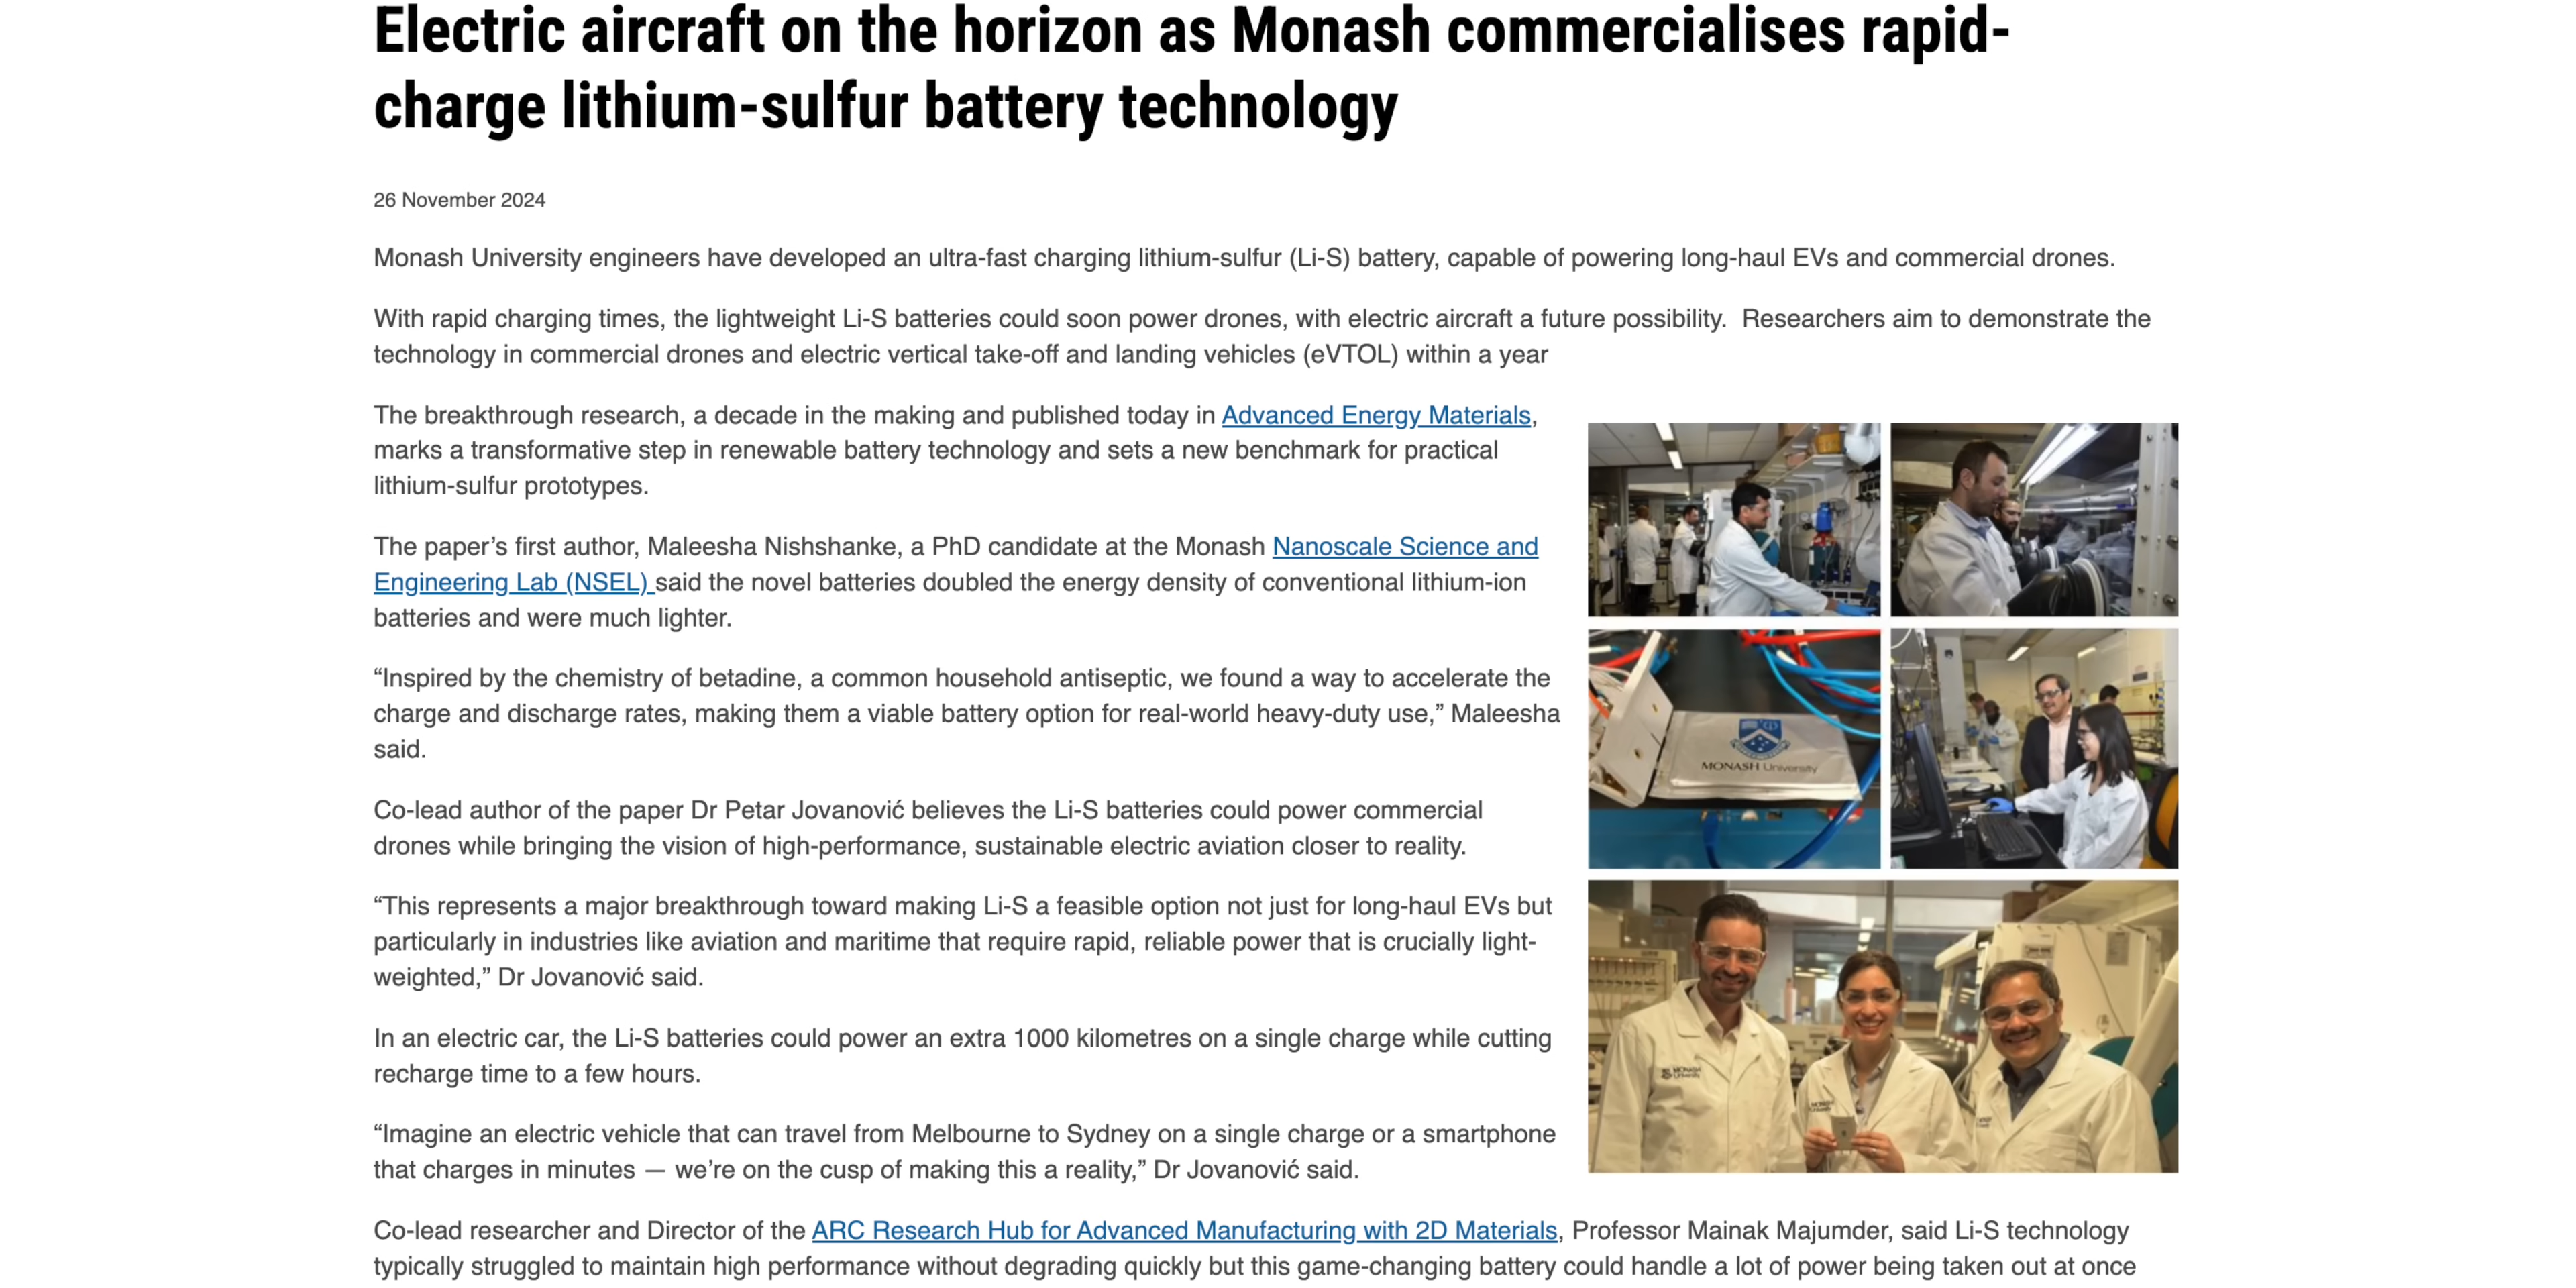 Electric aircraft on the horizon as Monash commercialises rapid-
charge lithium-sulfur battery technology
26 November 2024
Monash University engineers have developed an ultra-fast charging lithium-sulfur (Li-S) battery, capable of powering long-haul EVs and commercial drones.
With rapid charging times, the lightweight Li-S batteries could soon power drones, with electric aircraft a future possibility.  Researchers aim to demonstrate the
technology in commercial drones and electric vertical take-off and landing vehicles (eVTOL) within a year
The breakthrough research, a decade in the making and published today in Advanced Energy Materials,
marks a transformative step in renewable battery technology and sets a new benchmark for practical
lithium-sulfur prototypes.
The paper’s first author, Maleesha Nishshanke, a PhD candidate at the Monash Nanoscale Science and
Engineering Lab (NSEL) said the novel batteries doubled the energy density of conventional lithium-ion
batteries and were much lighter.
“Inspired by the chemistry of betadine, a common household antiseptic, we found a way to accelerate the
charge and discharge rates, making them a viable battery option for real-world heavy-duty use,” Maleesha
said.
Co-lead author of the paper Dr Petar Jovanović believes the Li-S batteries could power commercial
drones while bringing the vision of high-performance, sustainable electric aviation closer to reality.
“This represents a major breakthrough toward making Li-S a feasible option not just for long-haul EVs but
particularly in industries like aviation and maritime that require rapid, reliable power that is crucially light-
weighted,” Dr Jovanović said.
In an electric car, the Li-S batteries could power an extra 1000 kilometres on a single charge while cutting
recharge time to a few hours.
“Imagine an electric vehicle that can travel from Melbourne to Sydney on a single charge or a smartphone
that charges in minutes — we’re on the cusp of making this a reality,” Dr Jovanović said.
Co-lead researcher and Director of the ARC Research Hub for Advanced Manufacturing with 2D Materials, Professor Mainak Majumder, said Li-S technology
typically struggled to maintain high performance without degrading quickly but this game-changing battery could handle a lot of power being taken out at once
MONASH University
MONASH
University